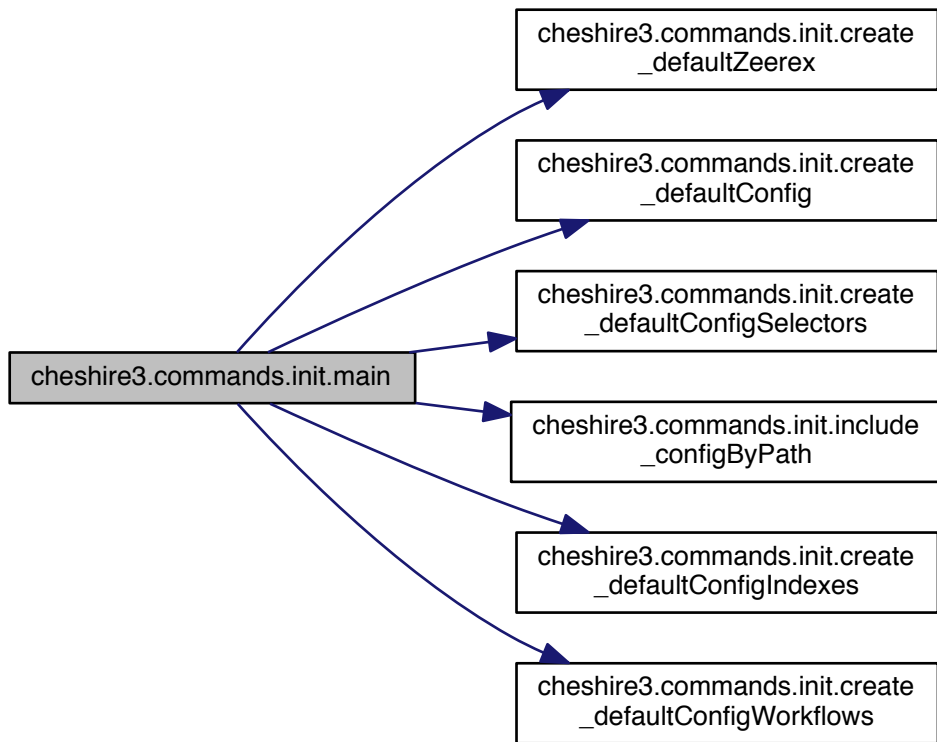 cheshire3.commands.init.create
_defaultZeerex
cheshire3.commands.init.create
_defaultConfig
cheshire3.commands.init.create
_defaultConfigSelectors
cheshire3.commands.init.main
cheshire3.commands.init.include
_configByPath
cheshire3.commands.init.create
_defaultConfigIndexes
cheshire3.commands.init.create
_defaultConfigWorkflows